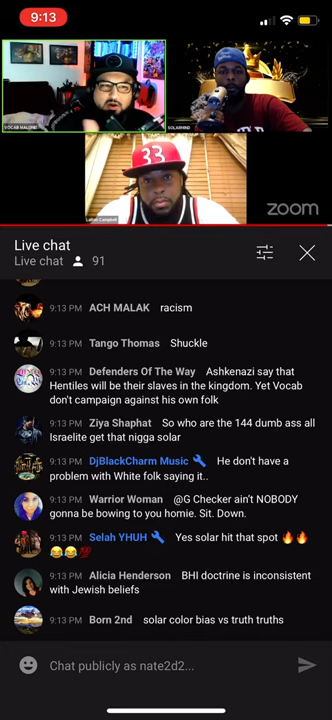 9:13
VOCAB MALONE
SOLARMIND
33
Lathan Campbell
zoom
Live chat
Live chat 91
9:13 PM ACH MALAK racism
9:13 PM Tango Thomas Shuckle
9:13 PM Defenders Of The Way Ashkenazi say that
Hentiles will be their slaves in the kingdom. Yet Vocab
don't campaign against his own folk
9:13 PM Ziya Shaphat So who are the 144 dumb ass all
Israelite get that nigga solar
9:13 PM DjBlackCharm Music He don't have a
problem with White folk saying it..
9:13 PM Warrior Woman @G Checker ain't NOBODY
gonna be bowing to you homie. Sit. Down.
9:13 PM Selah YHUH Yes solar hit that spot 🔥🔥
😂😂💯
9:13 PM Alicia Henderson BHI doctrine is inconsistent
with Jewish beliefs
9:13 PM Born 2nd solar color bias vs truth truths
Chat publicly as nate2d2...